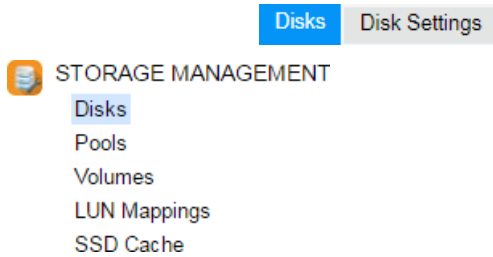 Disks Disk Settings
STORAGE MANAGEMENT
Disks
Pools
Volumes
LUN Mappings
SSD Cache